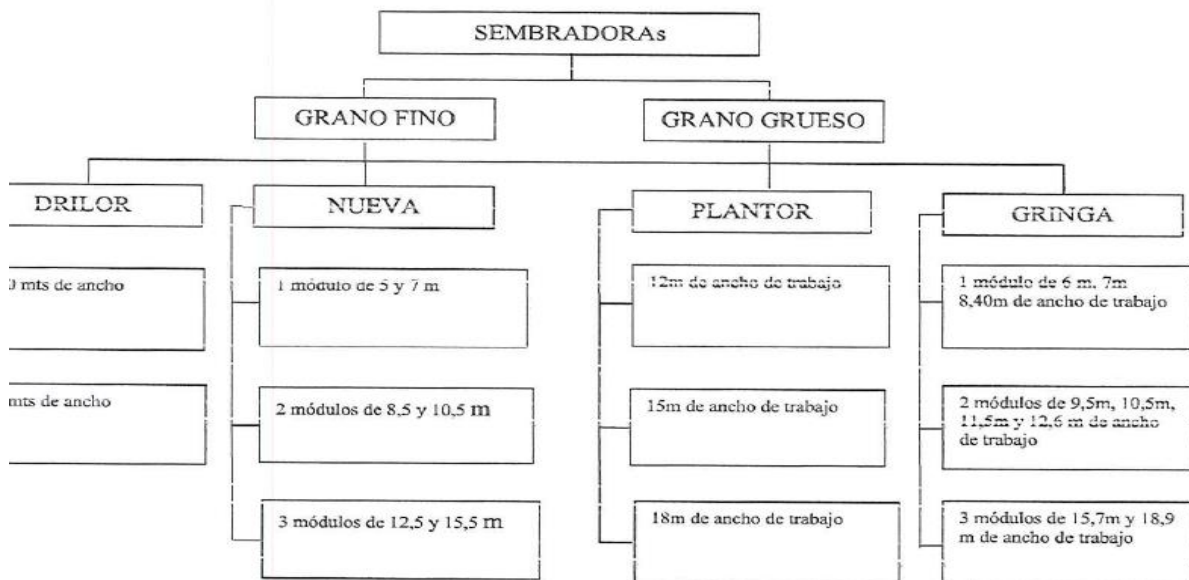 SEMBRADORAs
GRANO FINO
GRANO GRUESO
DRILOR
NUEVA
PLANTOR
GRINGA
mts de ancho
1 módulo de 5 y 7 m
12m de ancho de trabajo
1 módulo de 6 m, 7m
8,40m de ancho de trabajo
mts de ancho
2 módulos de 8,5 y 10,5 m
15m de ancho de trabajo
2 módulos de 9,5m, 10,5m,
11,5m y 12,6 m de ancho
de trabajo
3 módulos de 12,5 y 15,5 m
18m de ancho de trabajo
3 módulos de 15,7m y 18,9
m de ancho de trabajo